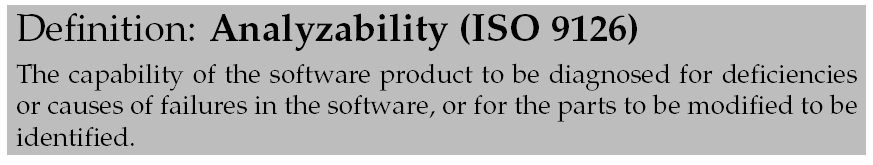 Definition: Analyzability (ISO 9126)
The capability of the software product to be diagnosed for deficiencies
or causes of failures in the software, or for the parts to be modified to be
identified.